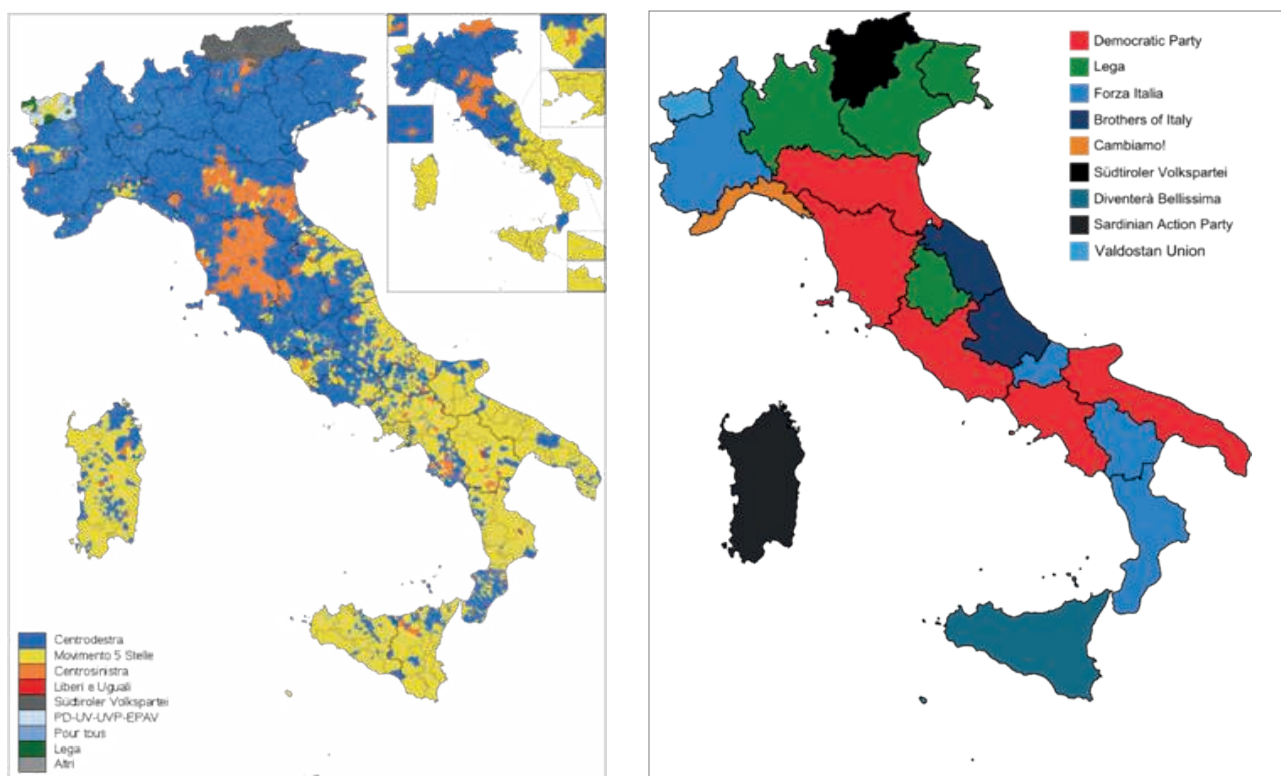 Centrodestra
Movimento 5 Stelle
Centrosinistra
Liberi e Uguali
Südtiroler Volkspartei
PD-UV-UVP-EPAV
Pour tous
Lega
Altri
Democratic Party
Lega
Forza Italia
Brothers of Italy
Cambiamo!
Südtiroler Volkspartei
Diventerà Bellissima
Sardinian Action Party
Valdostan Union